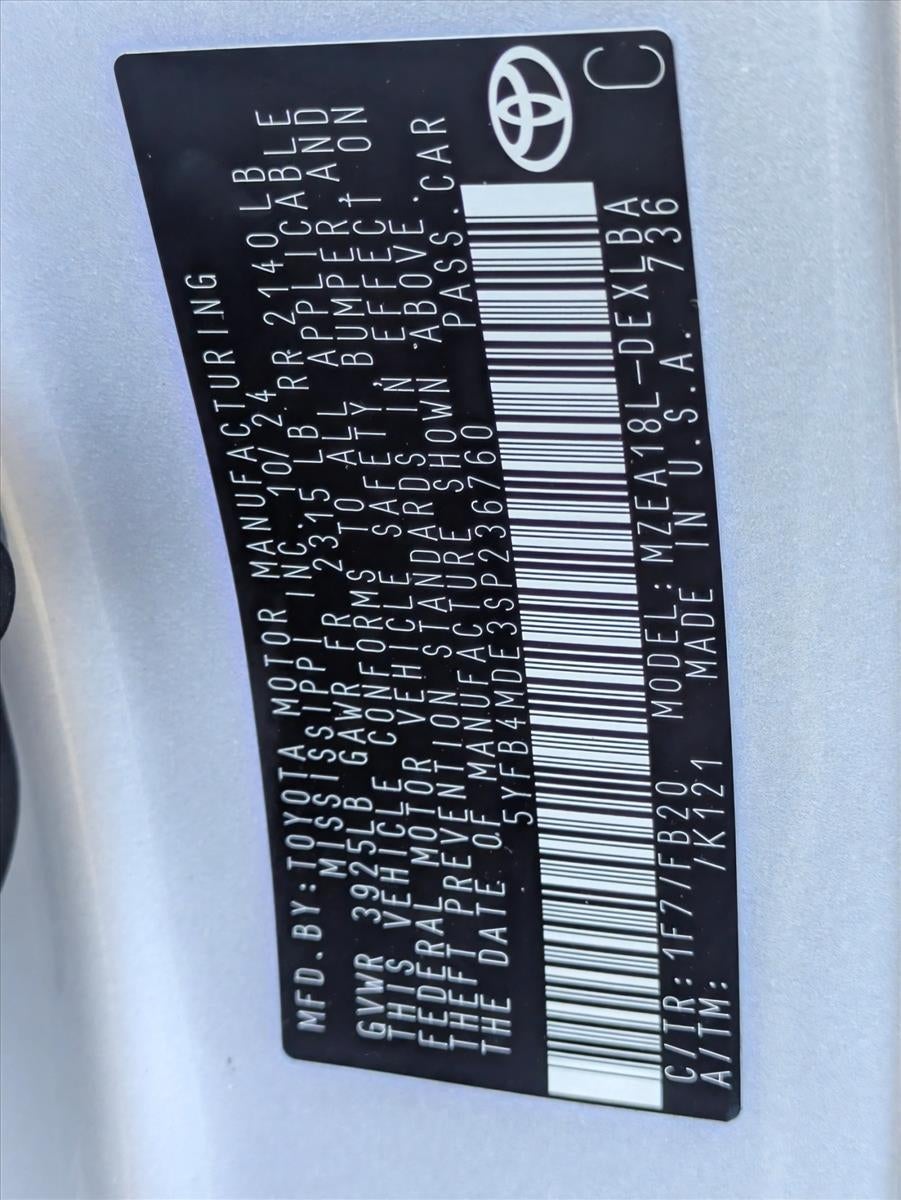 MFD.BY:TOYOTA MOTOR MANUFACTURING
MISSISSIPPI INC. 10/24
GVWR 3925LB GAWR FR 2315 LB RR 2140LB
THIS VEHICLE CONFORMS TO ALL APPLICABLE
FEDERAL MOTOR VEHICLE SAFETY, BUMPER, AND
THEFT PREVENTION STANDARDS IN EFFECT ON
THE DATE OF MANUFACTURE SHOWN ABOVE.
5YFB4MDE3SP236760 PASS.CAR
C/TR: 1F7/FB20 MODEL: MZEA18L-DEXLBA
A/TM: /K121 MADE IN U.S.A. 736
C